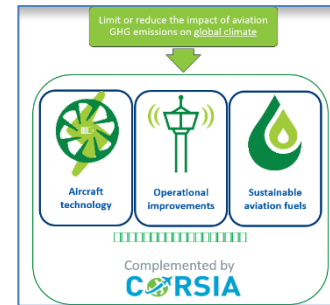 Limit or reduce the impact of aviation
GHG emissions on global climate
Aircraft
technology
Operational
improvements
Sustainable
aviation fuels
Complemented by
CORSIA